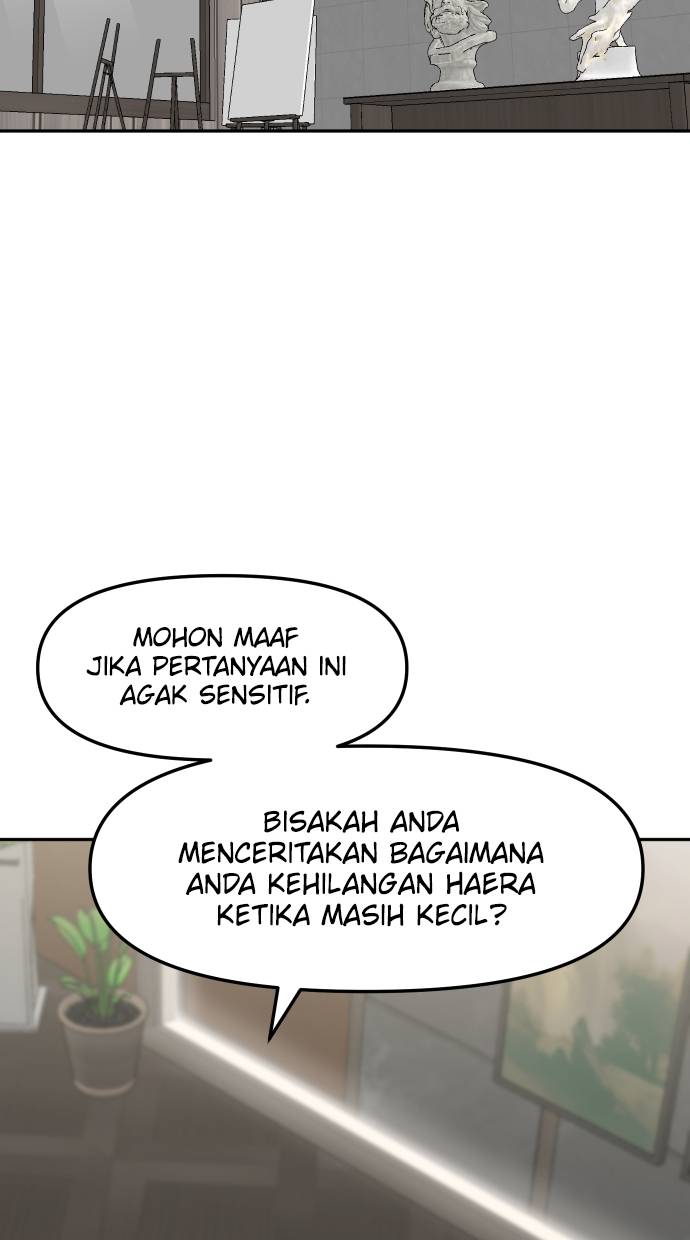 MOHON MAAF
JIKA PERTANYAAN INI
AGAK SENSITIF.
BISAKAH ANDA
MENCERITAKAN BAGAIMANA
ANDA KEHILANGAN HAERA
KETIKA MASIH KECIL?